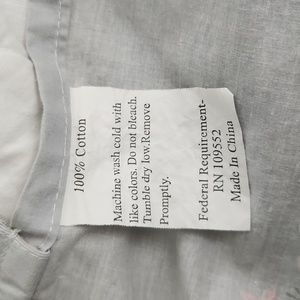 100% Cotton
Machine wash cold with
like colors. Do not bleach.
Tumble dry low.Remove
Promptly.
Federal Requirement-
RN 109552
Made In China